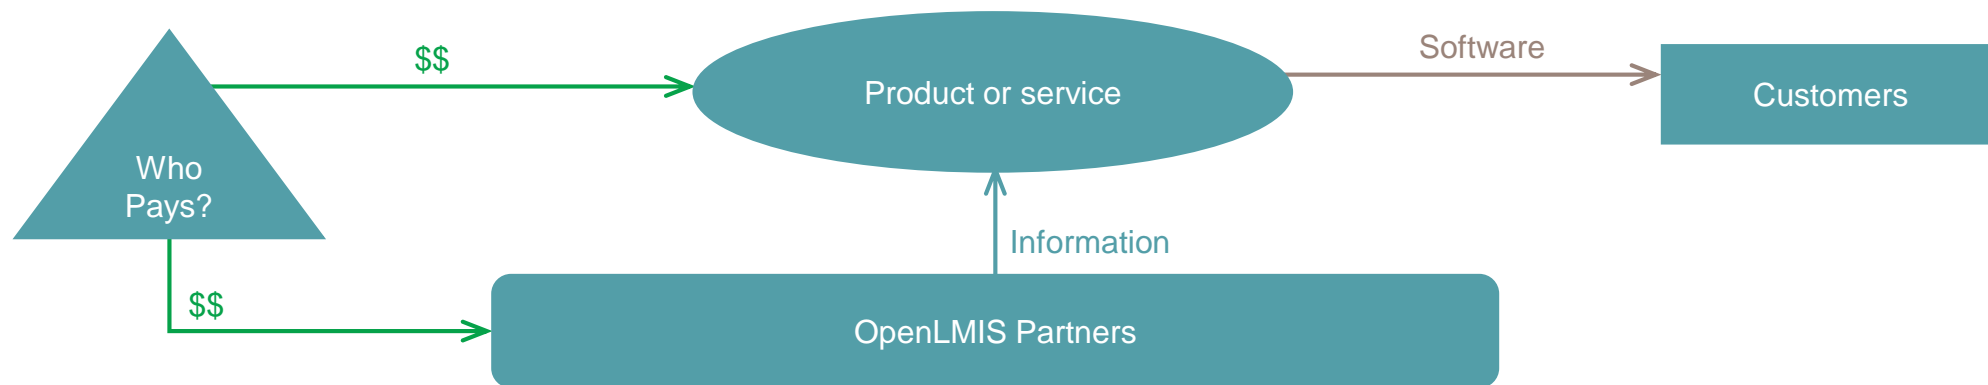 $$
Software
Product or service
Customers
Who
Pays?
Information
$$
OpenLMIS Partners